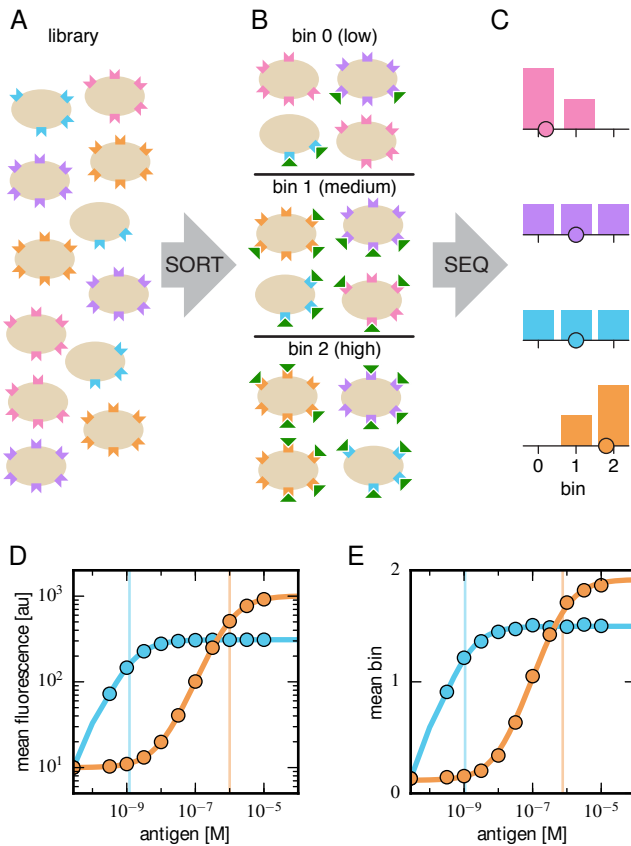 A
library
SORT
B
bin 0 (low)
bin 1 (medium)
bin 2 (high)
SEQ
C
0 1 2
bin
D
mean fluorescence [au]
10³
10²
10¹
10⁻⁹ 10⁻⁷ 10⁻⁵
antigen [M]
E
mean bin
2
1
0
10⁻⁹ 10⁻⁷ 10⁻⁵
antigen [M]